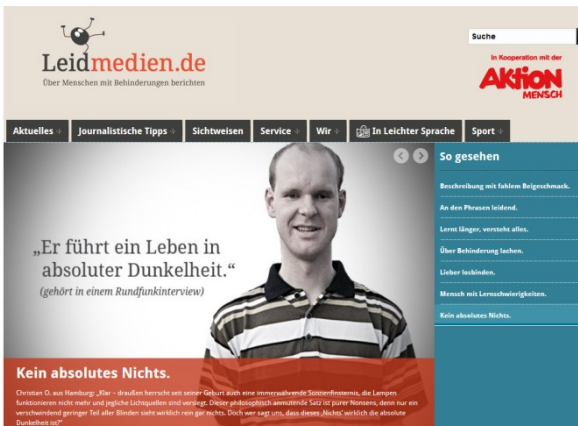 Leidmedien.de
Über Menschen mit Behinderungen berichten
Suche
In Kooperation mit der
AKTION
MENSCH
Aktuelles
Journalistische Tipps
Sichtweisen
Service
Wir
In Leichter Sprache
Sport
„Er führt ein Leben in
absoluter Dunkelheit.“
(gehört in einem Rundfunkinterview)
So gesehen
Beschreibung mit fahlem Beigeschmack.
An den Phrasen leidend.
Lernt länger, versteht alles.
Über Behinderung lachen.
Lieber losbinden.
Mensch mit Lernschwierigkeiten.
Kein absolutes Nichts.
Kein absolutes Nichts.
Christian O. aus Hamburg: „Klar – draußen herrscht seit seiner Geburt auch eine immerwährende Sonnenfinsternis, die Lampen
funktionieren nicht mehr und jegliche Lichtquellen sind versiegt. Dieser philosophisch anmutende Satz ist purer Nonsens, denn nur ein
verschwindend geringer Teil aller Blinden sieht wirklich rein gar nichts. Doch wer sagt uns, dass dieses ‚Nichts‘ wirklich die absolute
Dunkelheit ist?“